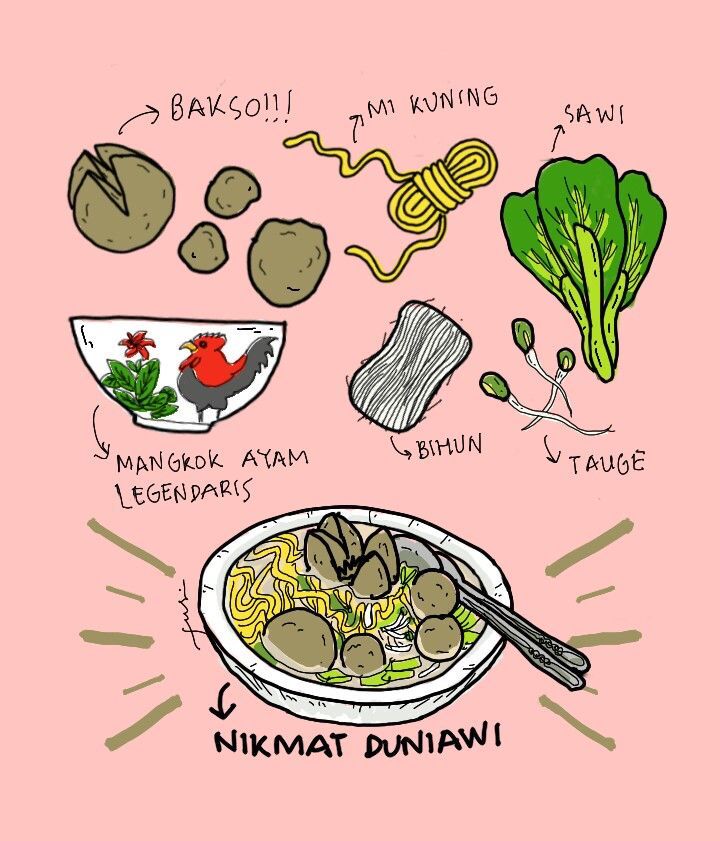 BAKSO!!!
MI KUNING
SAWI
MANGKOK AYAM
LEGENDARIS
BIHUN
TAUGE
NIKMAT DUNIAWI